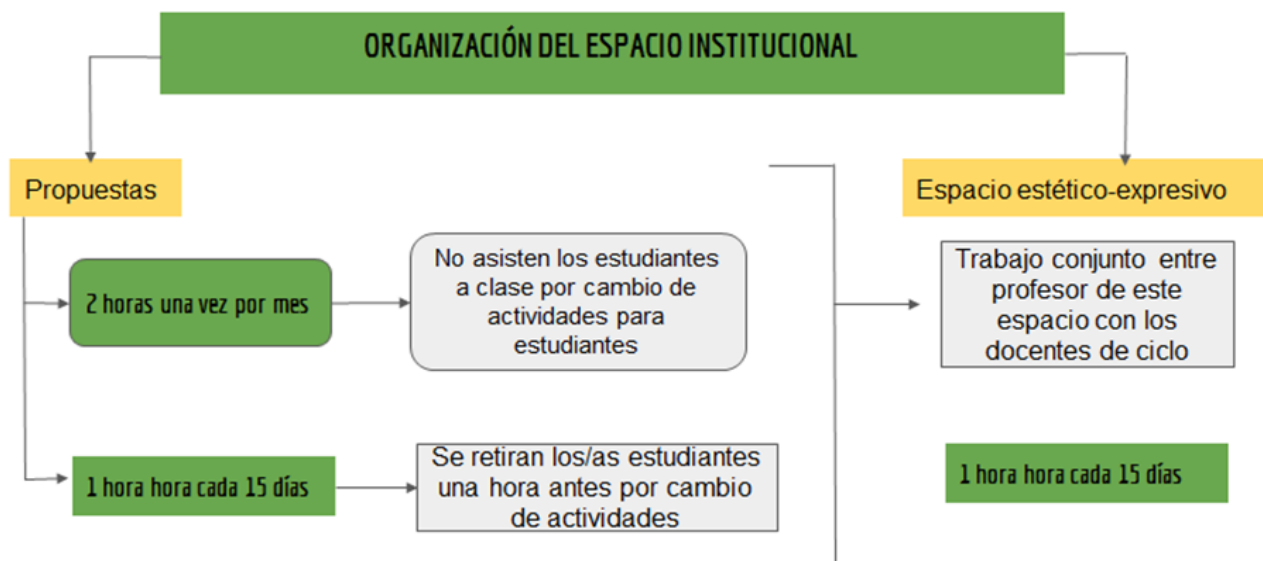 ORGANIZACIÓN DEL ESPACIO INSTITUCIONAL
Propuestas
2 horas una vez por mes
No asisten los estudiantes
a clase por cambio de
actividades para
estudiantes
1 hora hora cada 15 días
Se retiran los/as estudiantes
una hora antes por cambio
de actividades
Espacio estético-expresivo
Trabajo conjunto entre
profesor de este
espacio con los
docentes de ciclo
1 hora hora cada 15 días